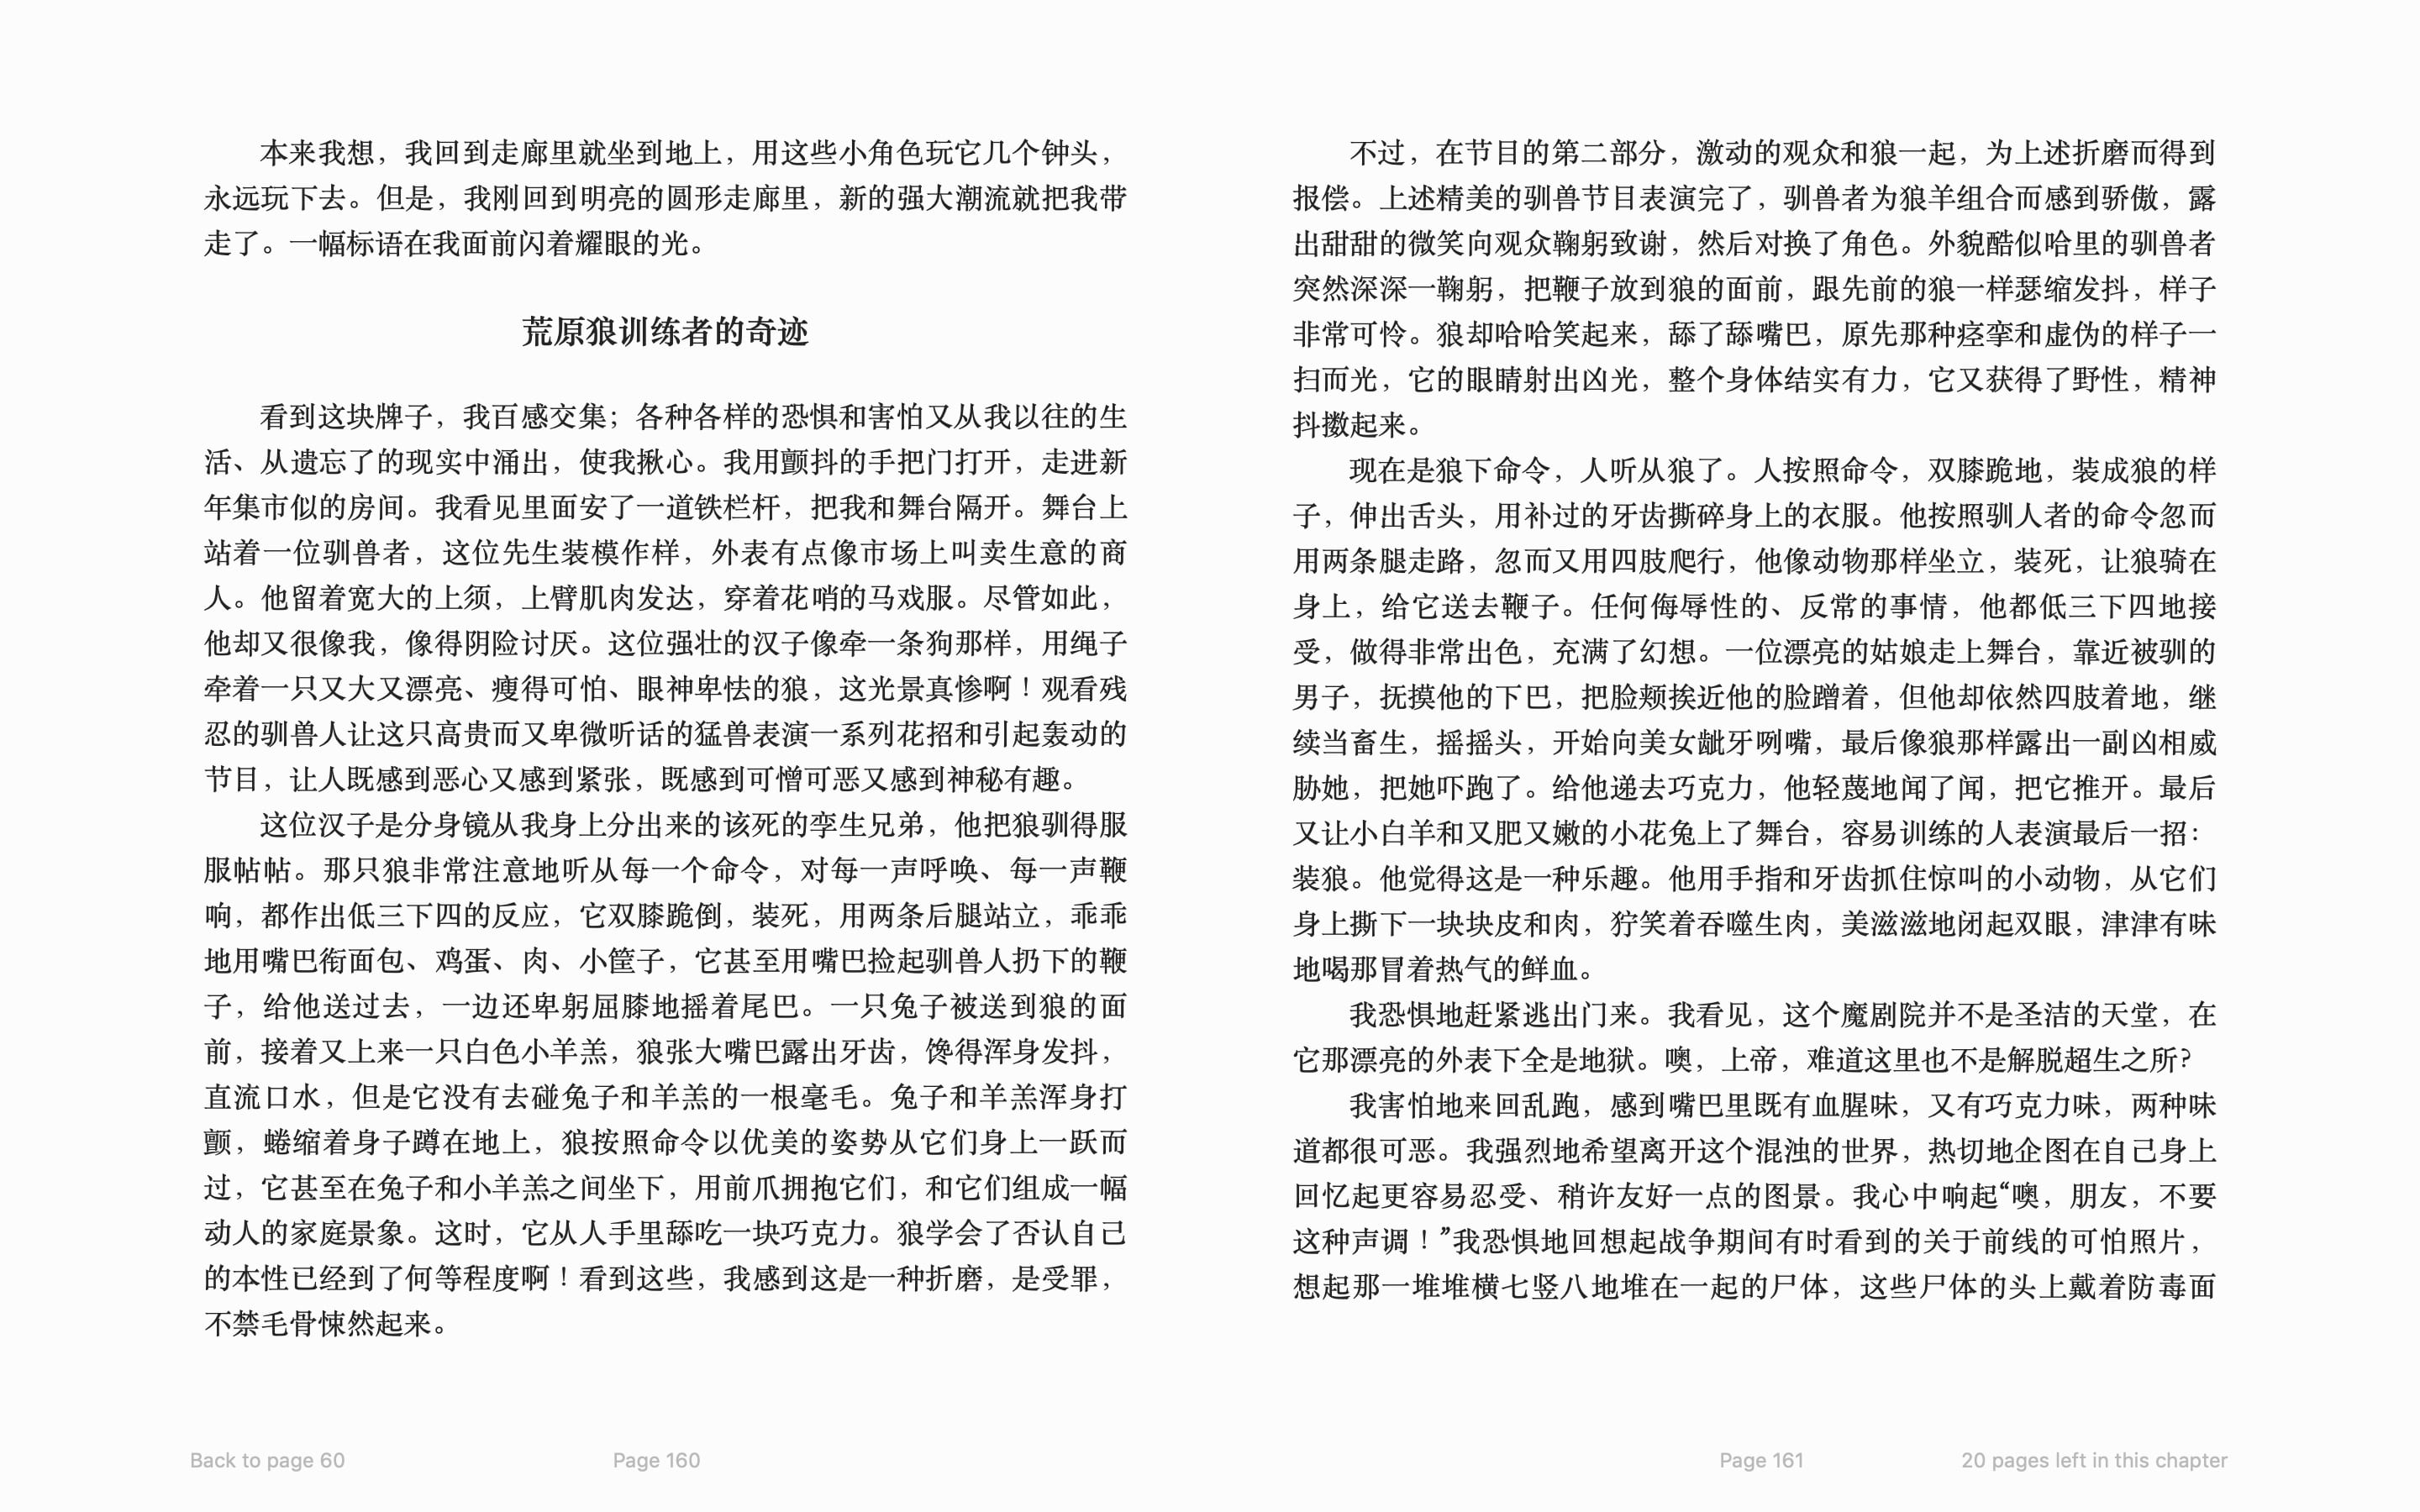 本来我想，我回到走廊里就坐到地上，用这些小角色玩它几个钟头，
永远玩下去。但是，我刚回到明亮的圆形走廊里，新的强大潮流就把我带
走了。一幅标语在我面前闪着耀眼的光。
荒原狼训练者的奇迹
看到这块牌子，我百感交集；各种各样的恐惧和害怕又从我以往的生
活、从遗忘了的现实中涌出，使我揪心。我用颤抖的手把门打开，走进新
年集市似的房间。我看见里面安了一道铁栏杆，把我和舞台隔开。舞台上
站着一位驯兽者，这位先生装模作样，外表有点像市场上叫卖生意的商
人。他留着宽大的上须，上臂肌肉发达，穿着花哨的马戏服。尽管如此，
他却又很像我，像得阴险讨厌。这位强壮的汉子像牵一条狗那样，用绳子
牵着一只又大又漂亮、瘦得可怕、眼神卑怯的狼，这光景真惨啊！观看残
忍的驯兽人让这只高贵而又卑微听话的猛兽表演一系列花招和引起轰动的
节目，让人既感到恶心又感到紧张，既感到可憎可恶又感到神秘有趣。
这位汉子是分身镜从我身上分出来的该死的孪生兄弟，他把狼驯得服
服帖帖。那只狼非常注意地听从每一个命令，对每一声呼唤、每一声鞭
响，都作出低三下四的反应，它双膝跪倒，装死，用两条后腿站立，乖乖
地用嘴巴衔面包、鸡蛋、肉、小筐子，它甚至用嘴巴捡起驯兽人扔下的鞭
子，给他送过去，一边还卑躬屈膝地摇着尾巴。一只兔子被送到狼的面
前，接着又上来一只白色小羊羔，狼张大嘴巴露出牙齿，馋得浑身发抖，
直流口水，但是它没有去碰兔子和羊羔的一根毫毛。兔子和羊羔浑身打
颤，蜷缩着身子蹲在地上，狼按照命令以优美的姿势从它们身上一跃而
过，它甚至在兔子和小羊羔之间坐下，用前爪拥抱它们，和它们组成一幅
动人的家庭景象。这时，它从人手里舔吃一块巧克力。狼学会了否认自己
的本性已经到了何等程度啊！看到这些，我感到这是一种折磨，是受罪，
不禁毛骨悚然起来。
不过，在节目的第二部分，激动的观众和狼一起，为上述折磨而得到
报偿。上述精美的驯兽节目表演完了，驯兽者为狼羊组合而感到骄傲，露
出甜甜的微笑向观众鞠躬致谢，然后对换了角色。外貌酷似哈里的驯兽者
突然深深一鞠躬，把鞭子放到狼的面前，跟先前的狼一样瑟缩发抖，样子
非常可怜。狼却哈哈笑起来，舔了舔嘴巴，原先那种痉挛和虚伪的样子一
扫而光，它的眼睛射出凶光，整个身体结实有力，它又获得了野性，精神
抖擞起来。
现在是狼下命令，人听从狼了。人按照命令，双膝跪地，装成狼的样
子，伸出舌头，用补过的牙齿撕碎身上的衣服。他按照驯人者的命令忽而
用两条腿走路，忽而又用四肢爬行，他像动物那样坐立，装死，让狼骑在
身上，给它送去鞭子。任何侮辱性的、反常的事情，他都低三下四地接
受，做得非常出色，充满了幻想。一位漂亮的姑娘走上舞台，靠近被驯的
男子，抚摸他的下巴，把脸颊挨近他的脸蹭着，但他却依然四肢着地，继
续当畜生，摇摇头，开始向美女龇牙咧嘴，最后像狼那样露出一副凶相威
胁她，把她吓跑了。给他递去巧克力，他轻蔑地闻了闻，把它推开。最后
又让小白羊和又肥又嫩的小花兔上了舞台，容易训练的人表演最后一招：
装狼。他觉得这是一种乐趣。他用手指和牙齿抓住惊叫的小动物，从它们
身上撕下一块块皮和肉，狞笑着吞噬生肉，美滋滋地闭起双眼，津津有味
地喝那冒着热气的鲜血。
我恐惧地赶紧逃出门来。我看见，这个魔剧院并不是圣洁的天堂，在
它那漂亮的外表下全是地狱。噢，上帝，难道这里也不是解脱超生之所？
我害怕地来回乱跑，感到嘴巴里既有血腥味，又有巧克力味，两种味
道都很可恶。我强烈地希望离开这个混浊的世界，热切地企图在自己身上
回忆起更容易忍受、稍许友好一点的图景。我心中响起“噢，朋友，不要
这种声调！”我恐惧地回想起战争期间有时看到的关于前线的可怕照片，
想起那一堆堆横七竖八地堆在一起的尸体，这些尸体的头上戴着防毒面
Back to page 60
Page 160
Page 161
20 pages left in this chapter